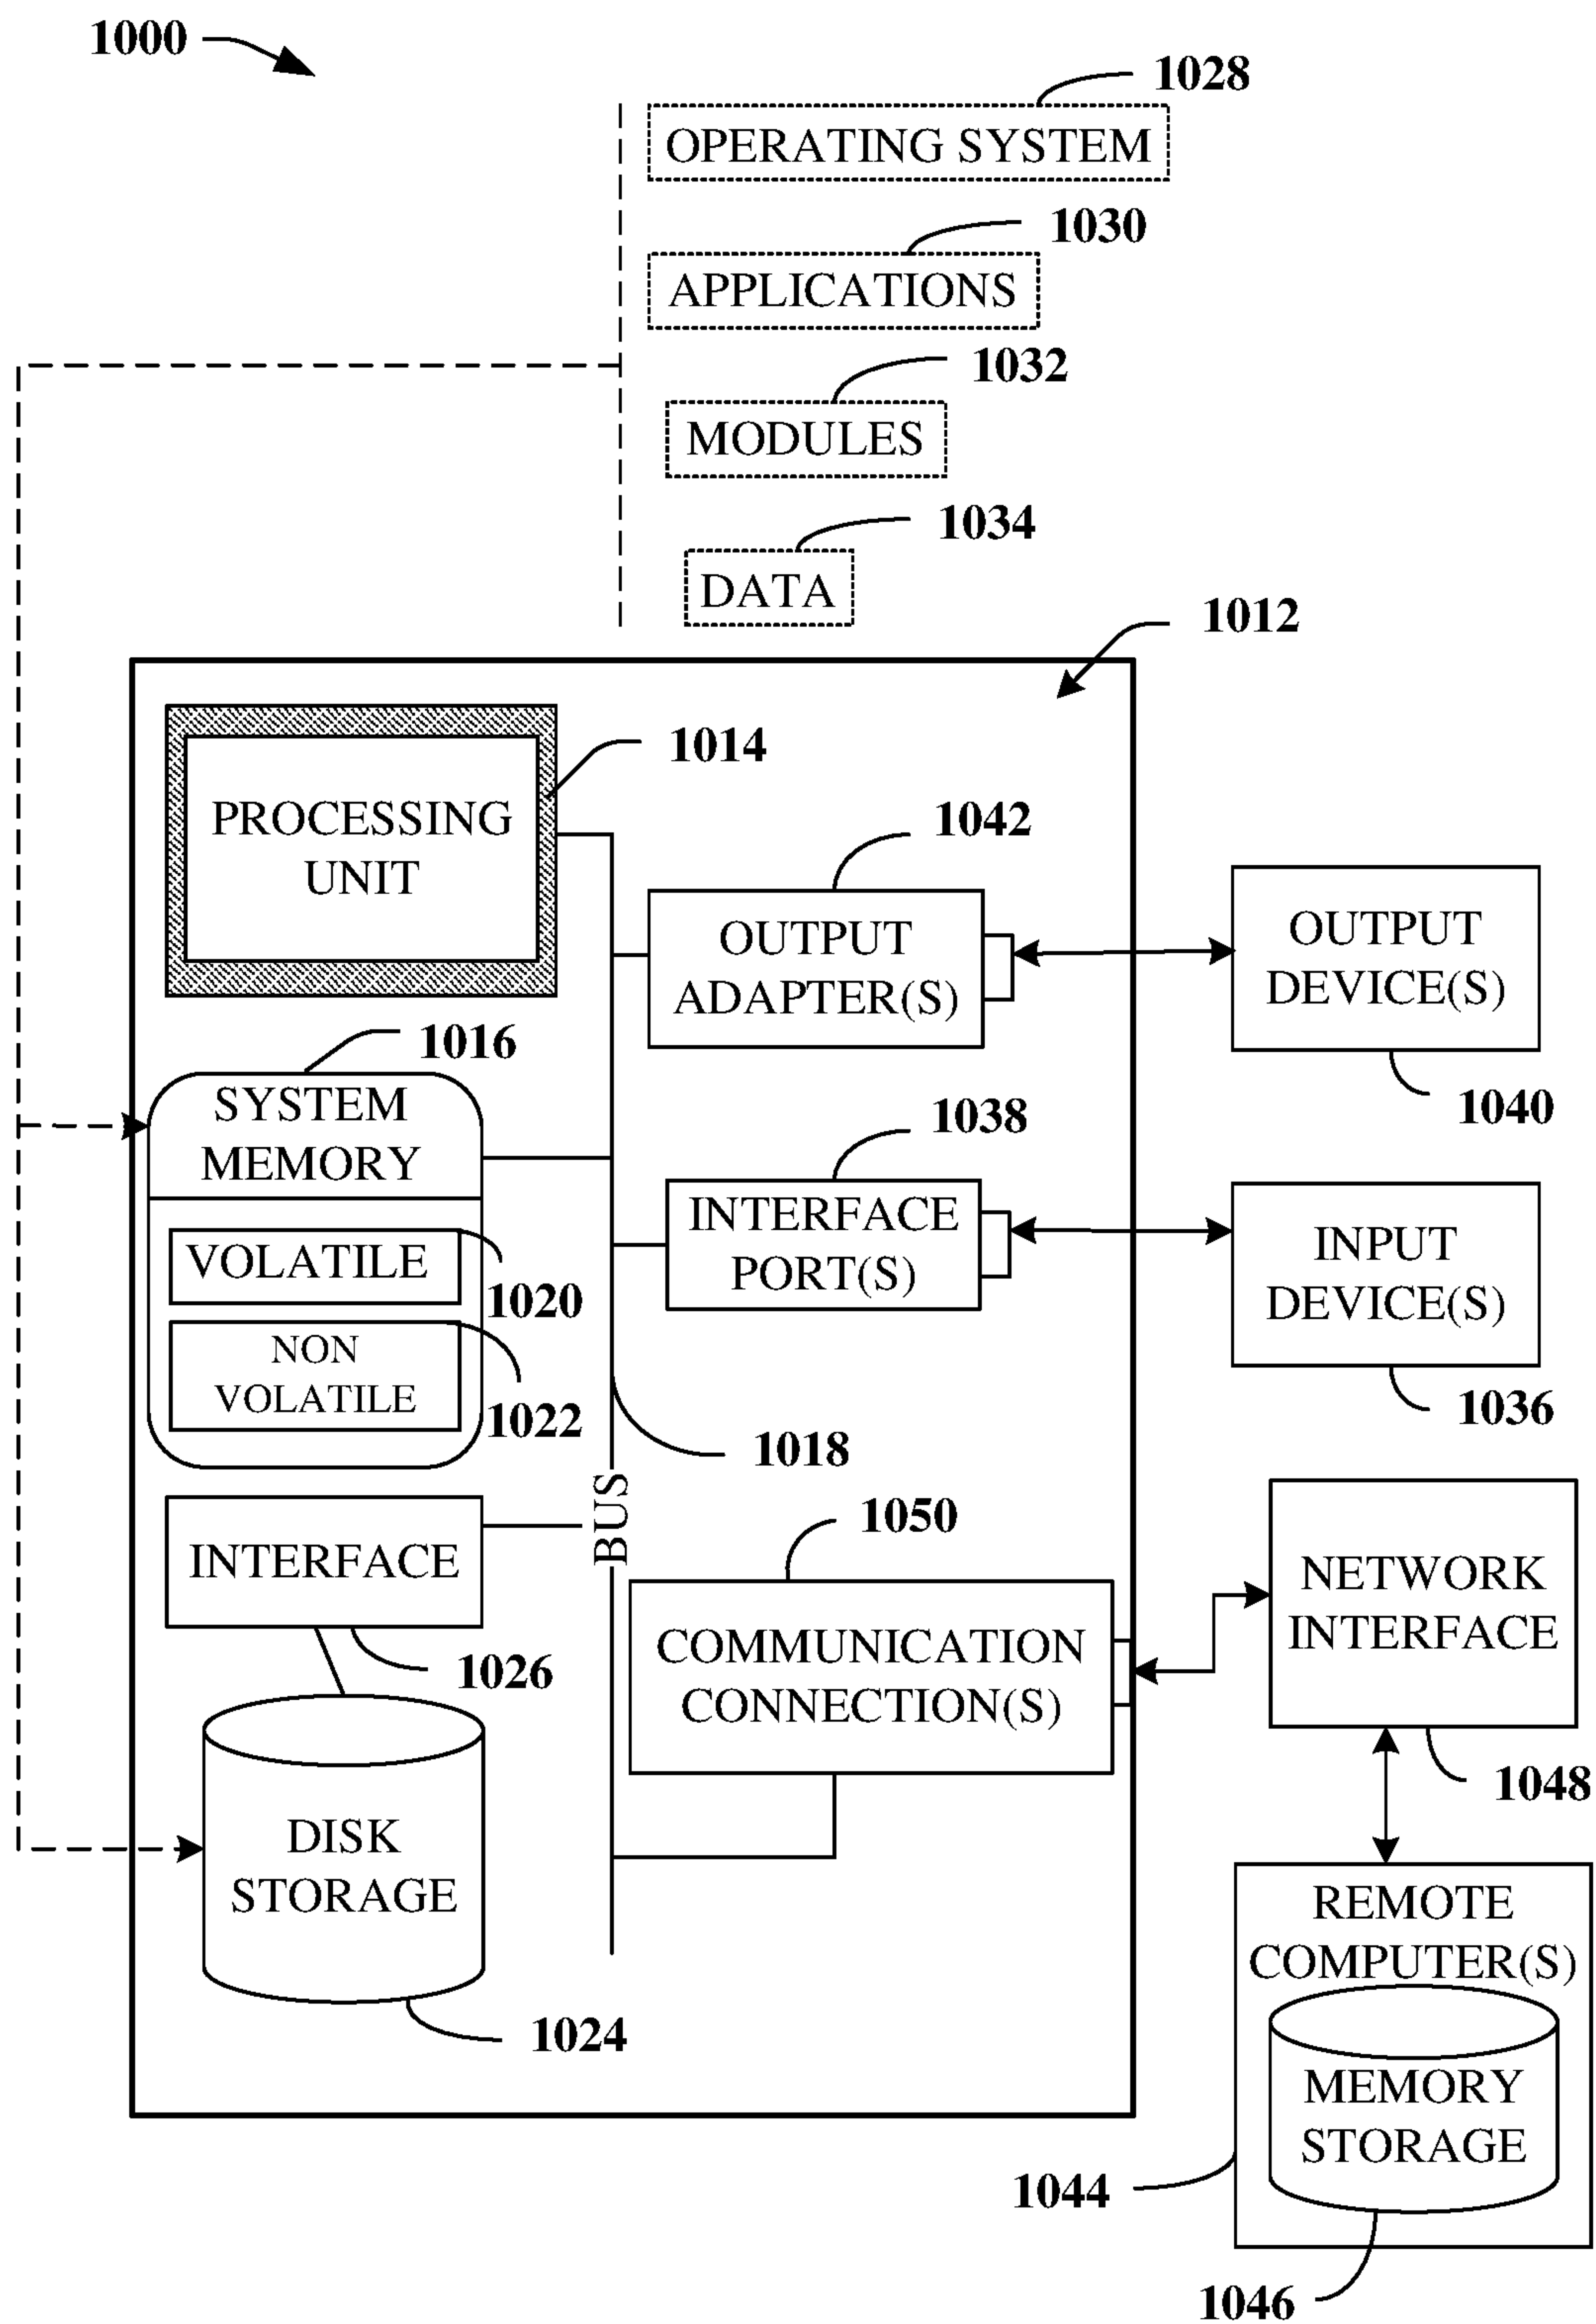 1000
1028
OPERATING SYSTEM
1030
APPLICATIONS
1032
MODULES
1034
DATA
1012
PROCESSING
UNIT
1014
1042
OUTPUT
ADAPTER(S)
OUTPUT
DEVICE(S)
1040
1016
SYSTEM
MEMORY
VOLATILE
1020
NON
VOLATILE
1022
1038
INTERFACE
PORT(S)
INPUT
DEVICE(S)
1036
1018
BUS
INTERFACE
1026
1050
COMMUNICATION
CONNECTION(S)
NETWORK
INTERFACE
1048
DISK
STORAGE
1024
REMOTE
COMPUTER(S)
MEMORY
STORAGE
1044
1046